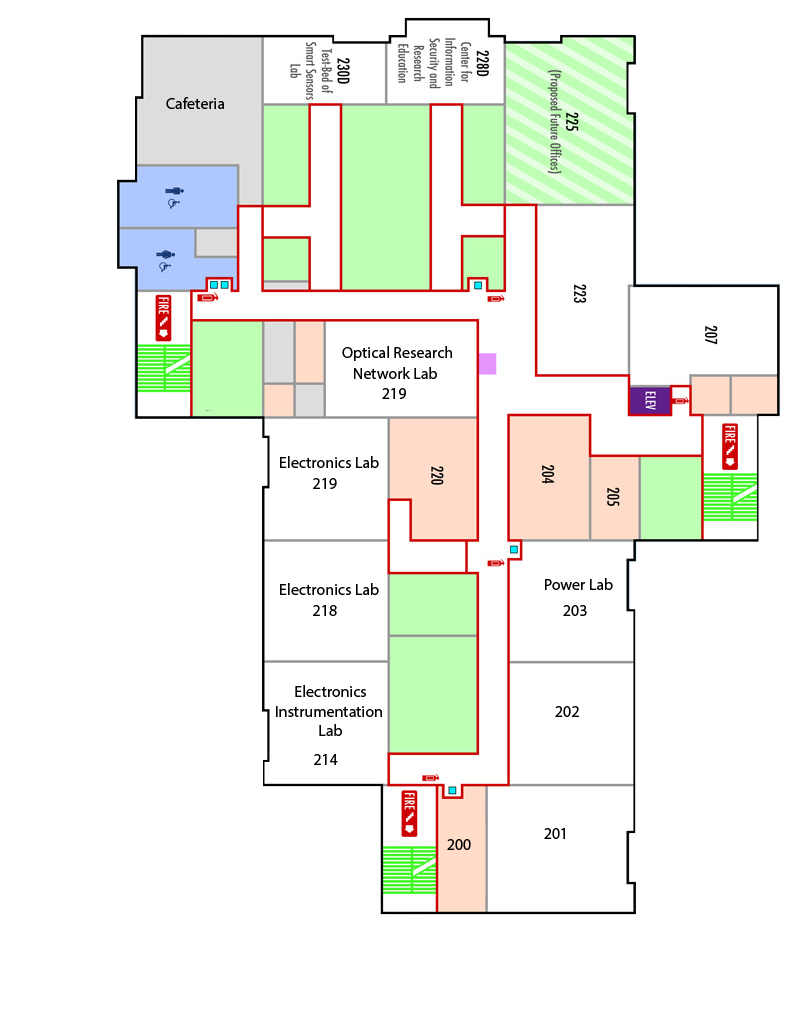 Cafeteria
230D
Test-Bed of
Smart Sensors
Lab
228D
Center for
Information
Security and
Research
Education
225
(Proposed Future Offices)
223
207
FIRE
Optical Research
Network Lab
219
ELEV
FIRE
Electronics Lab
219
220
204
205
Electronics Lab
218
Power Lab
203
Electronics
Instrumentation
Lab
214
202
FIRE
200
201